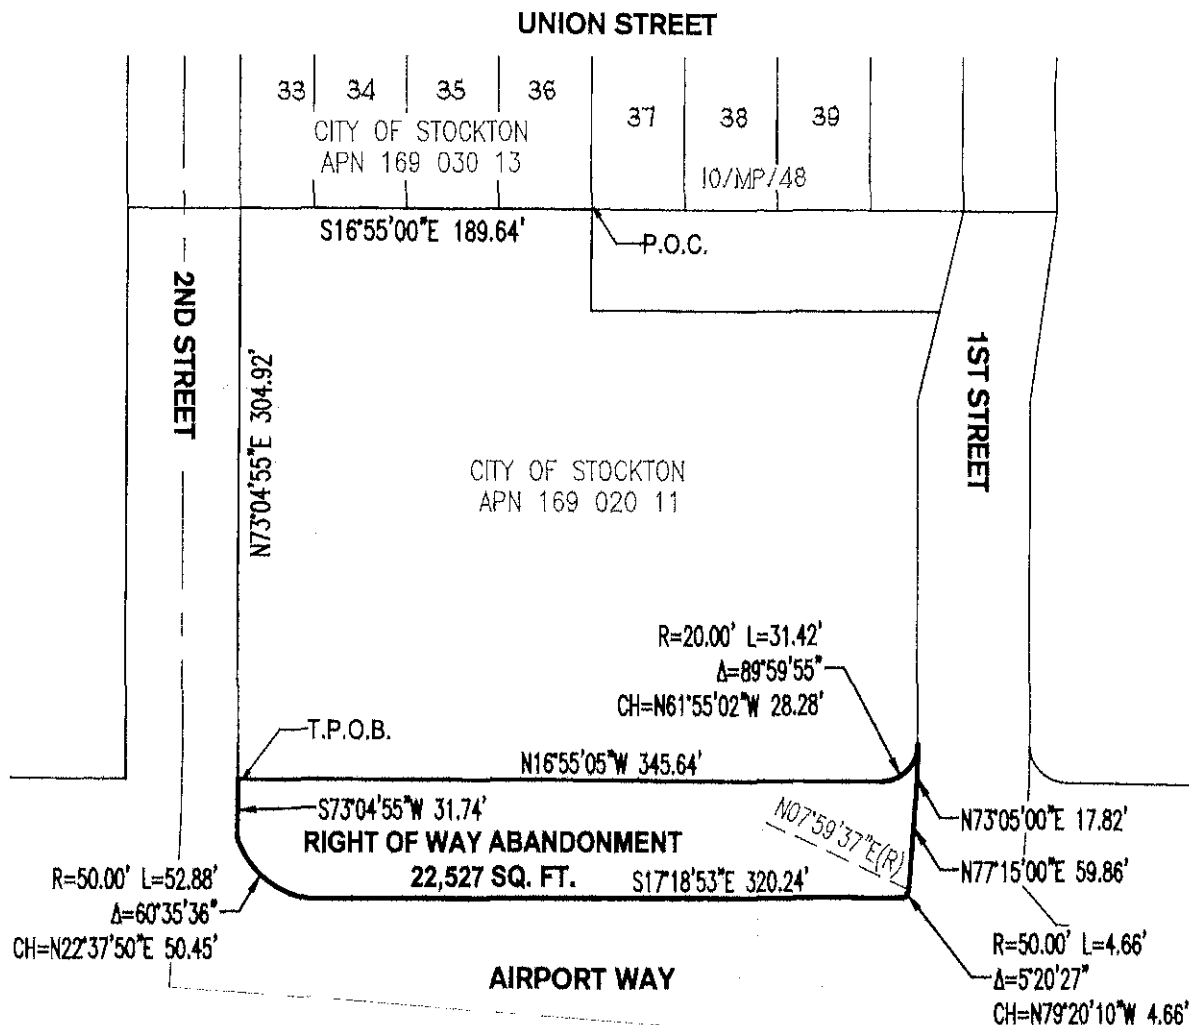 UNION STREET
33 34 35 36
CITY OF STOCKTON
APN 169 030 13
37 38 39
10/MP/48
S16°55'00"E 189.64'
P.O.C.
2ND STREET
N73°04'55"E 304.92'
1ST STREET
CITY OF STOCKTON
APN 169 020 11
R=20.00' L=31.42'
Δ=89°59'55"
CH=N61°55'02"W 28.28'
T.P.O.B.
N16°55'05"W 345.64'
S73°04'55"W 31.74'
RIGHT OF WAY ABANDONMENT
22,527 SQ. FT.
N07°59'37"E(R)
S17°18'53"E 320.24'
N73°05'00"E 17.82'
N77°15'00"E 59.86'
R=50.00' L=52.88'
Δ=60°35'36"
CH=N22°37'50"E 50.45'
R=50.00' L=4.66'
Δ=5°20'27"
CH=N79°20'10"W 4.66'
AIRPORT WAY